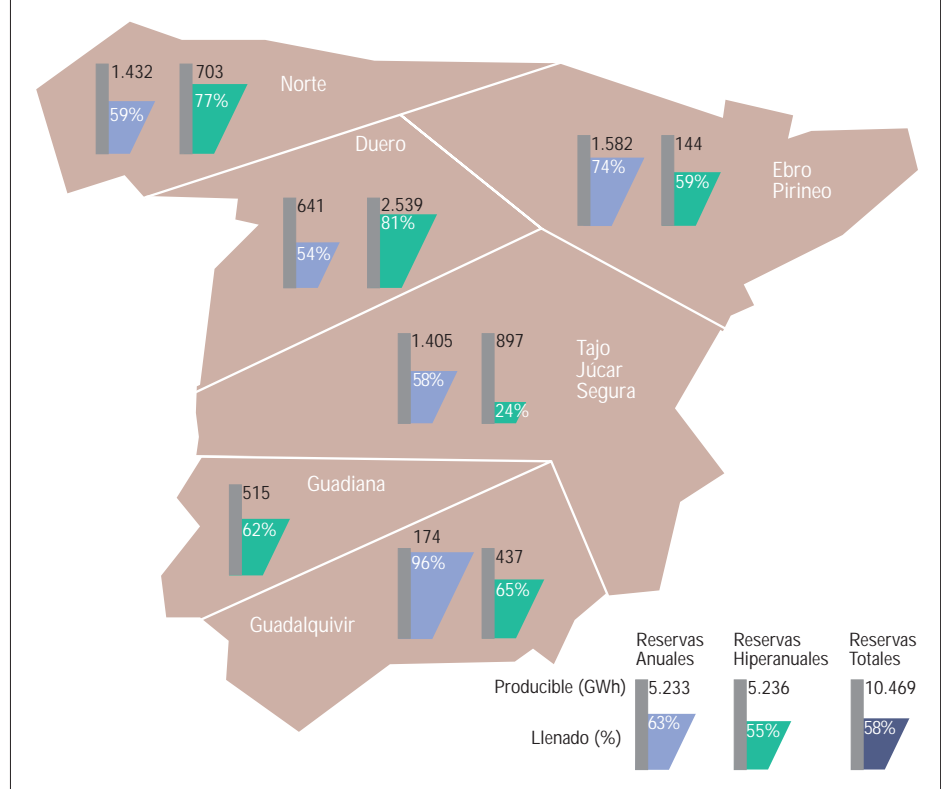 1.432
703
Norte
59%
77%
Duero
641
2.539
54%
81%
1.582
144
Ebro
Pirineo
74%
59%
1.405
897
Tajo
Júcar
Segura
58%
24%
Guadiana
515
62%
174
437
96%
65%
Guadalquivir
Reservas
Anuales
Reservas
Hiperanuales
Reservas
Totales
Producible (GWh)
5.233
5.236
10.469
Llenado (%)
63%
55%
58%